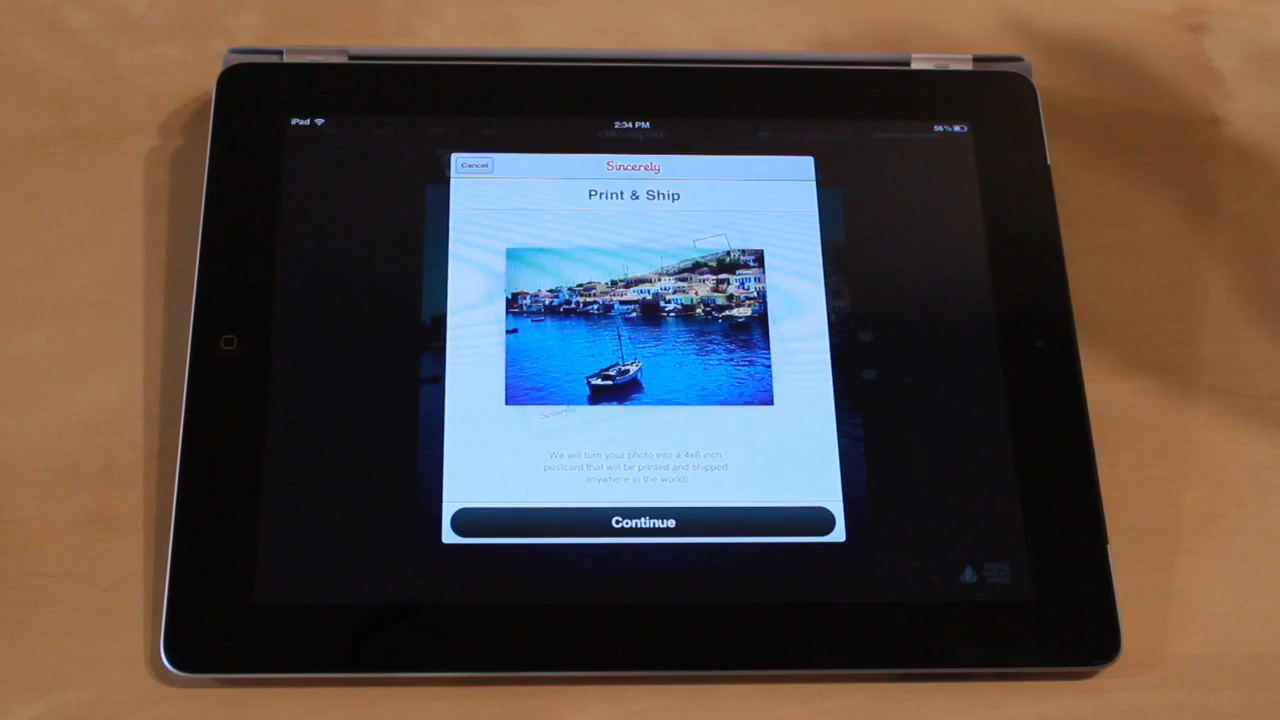 iPad
2:34 PM
56%
Cancel
Sincerely
Print & Ship
Sincerely
We will turn your photo into a 4x6 inch
postcard that will be printed and shipped
anywhere in the world!
Continue